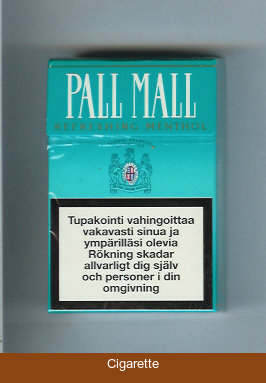 PALL MALL
REFRESHING MENTHOL
Tupakointi vahingoittaa
vakavasti sinua ja
ympärilläsi olevia
Rökning skadar
allvarligt dig själv
och personer i din
omgivning
Cigarette